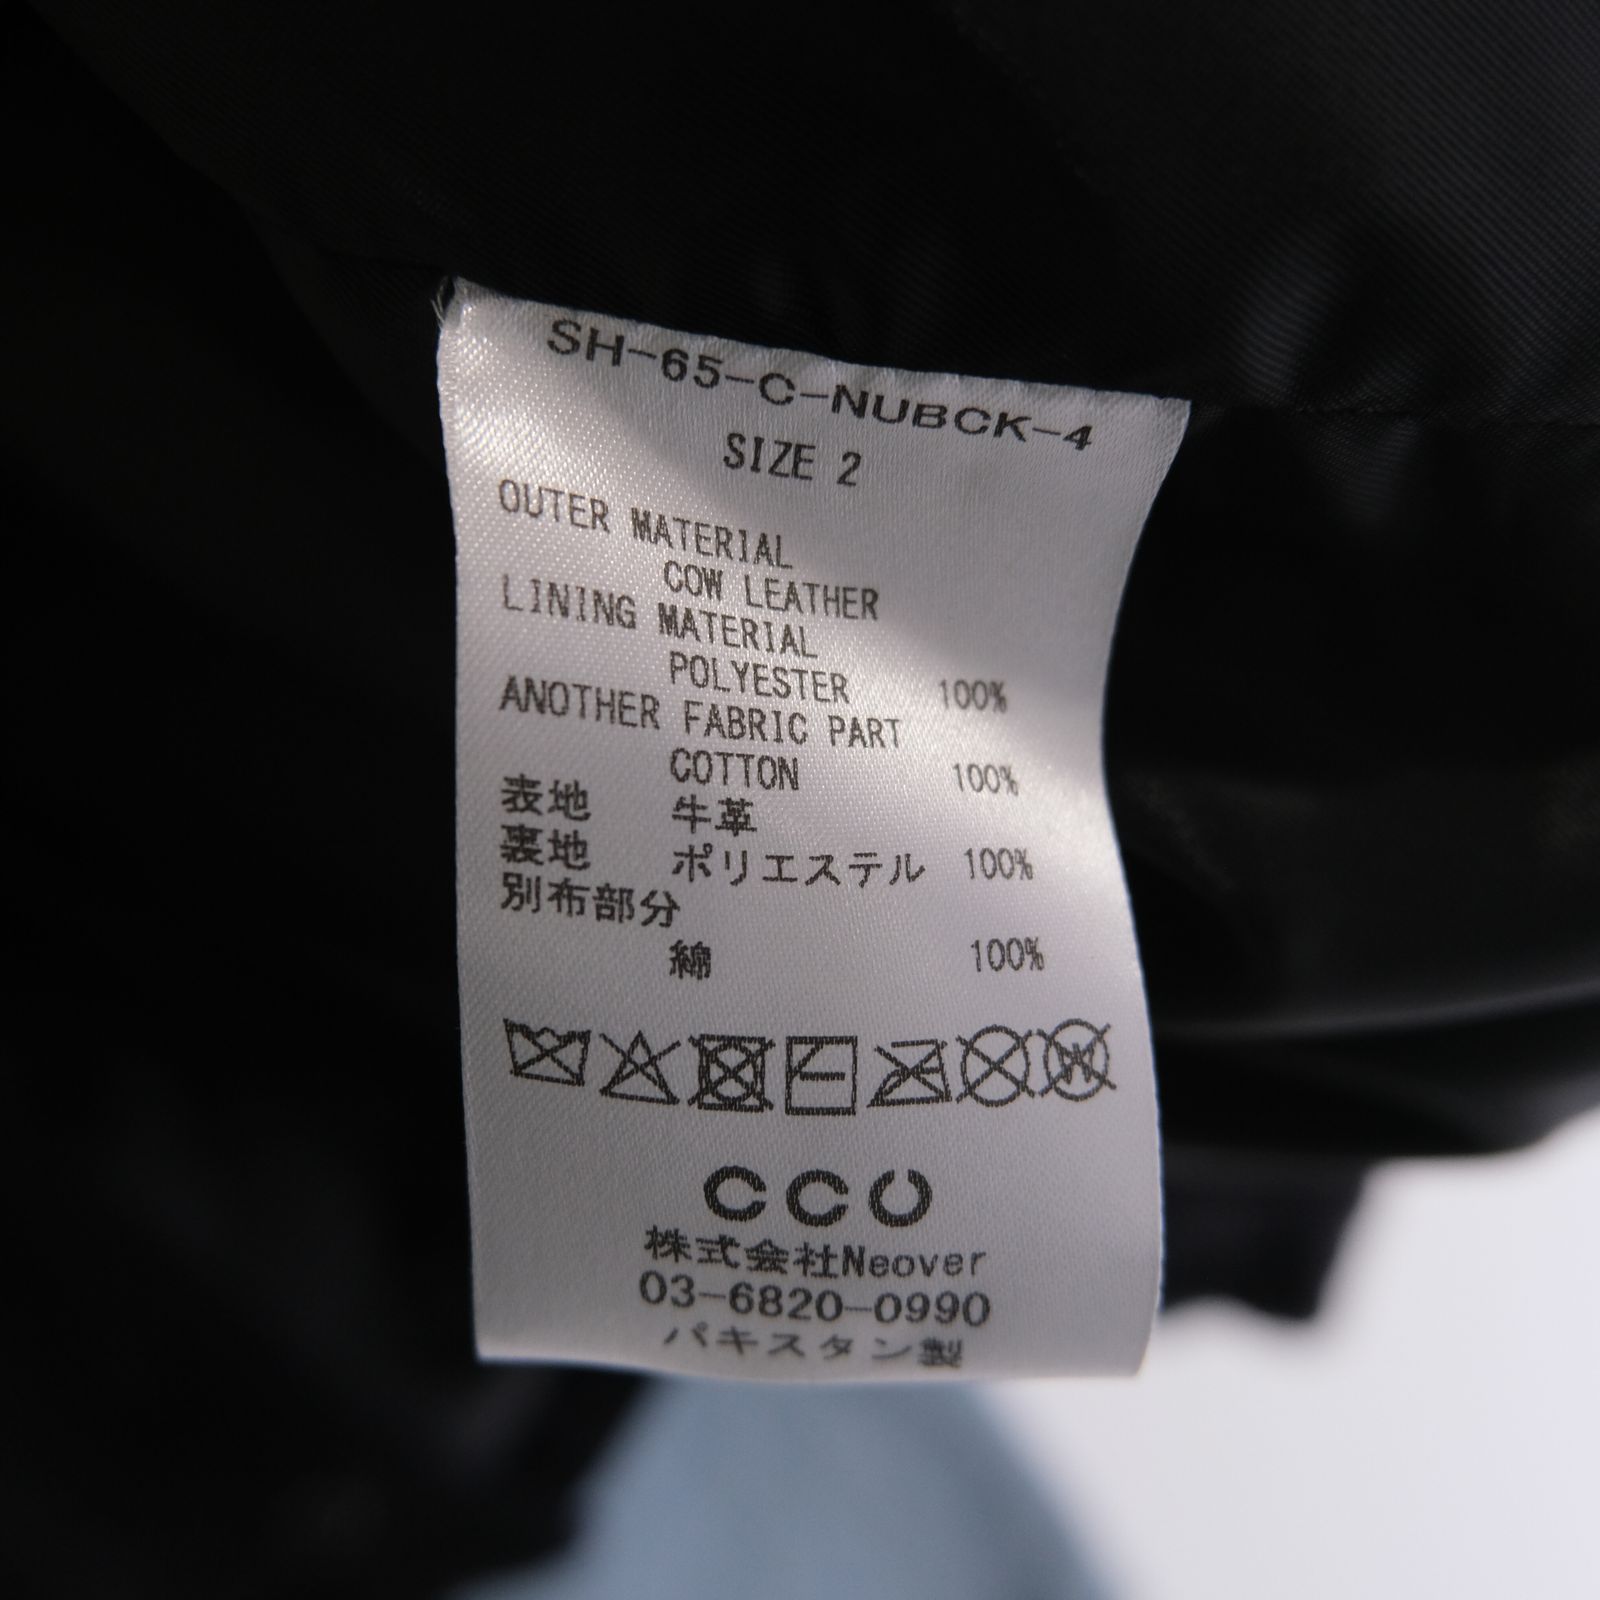 SH-65-C-NUBCK-4
SIZE 2
OUTER MATERIAL
COW LEATHER
LINING MATERIAL
POLYESTER 100%
ANOTHER FABRIC PART
COTTON 100%
表地 牛革
裏地 ポリエステル 100%
別布部分
綿 100%
W
CCU
株式会社Neover
03-6820-0990
パキスタン製